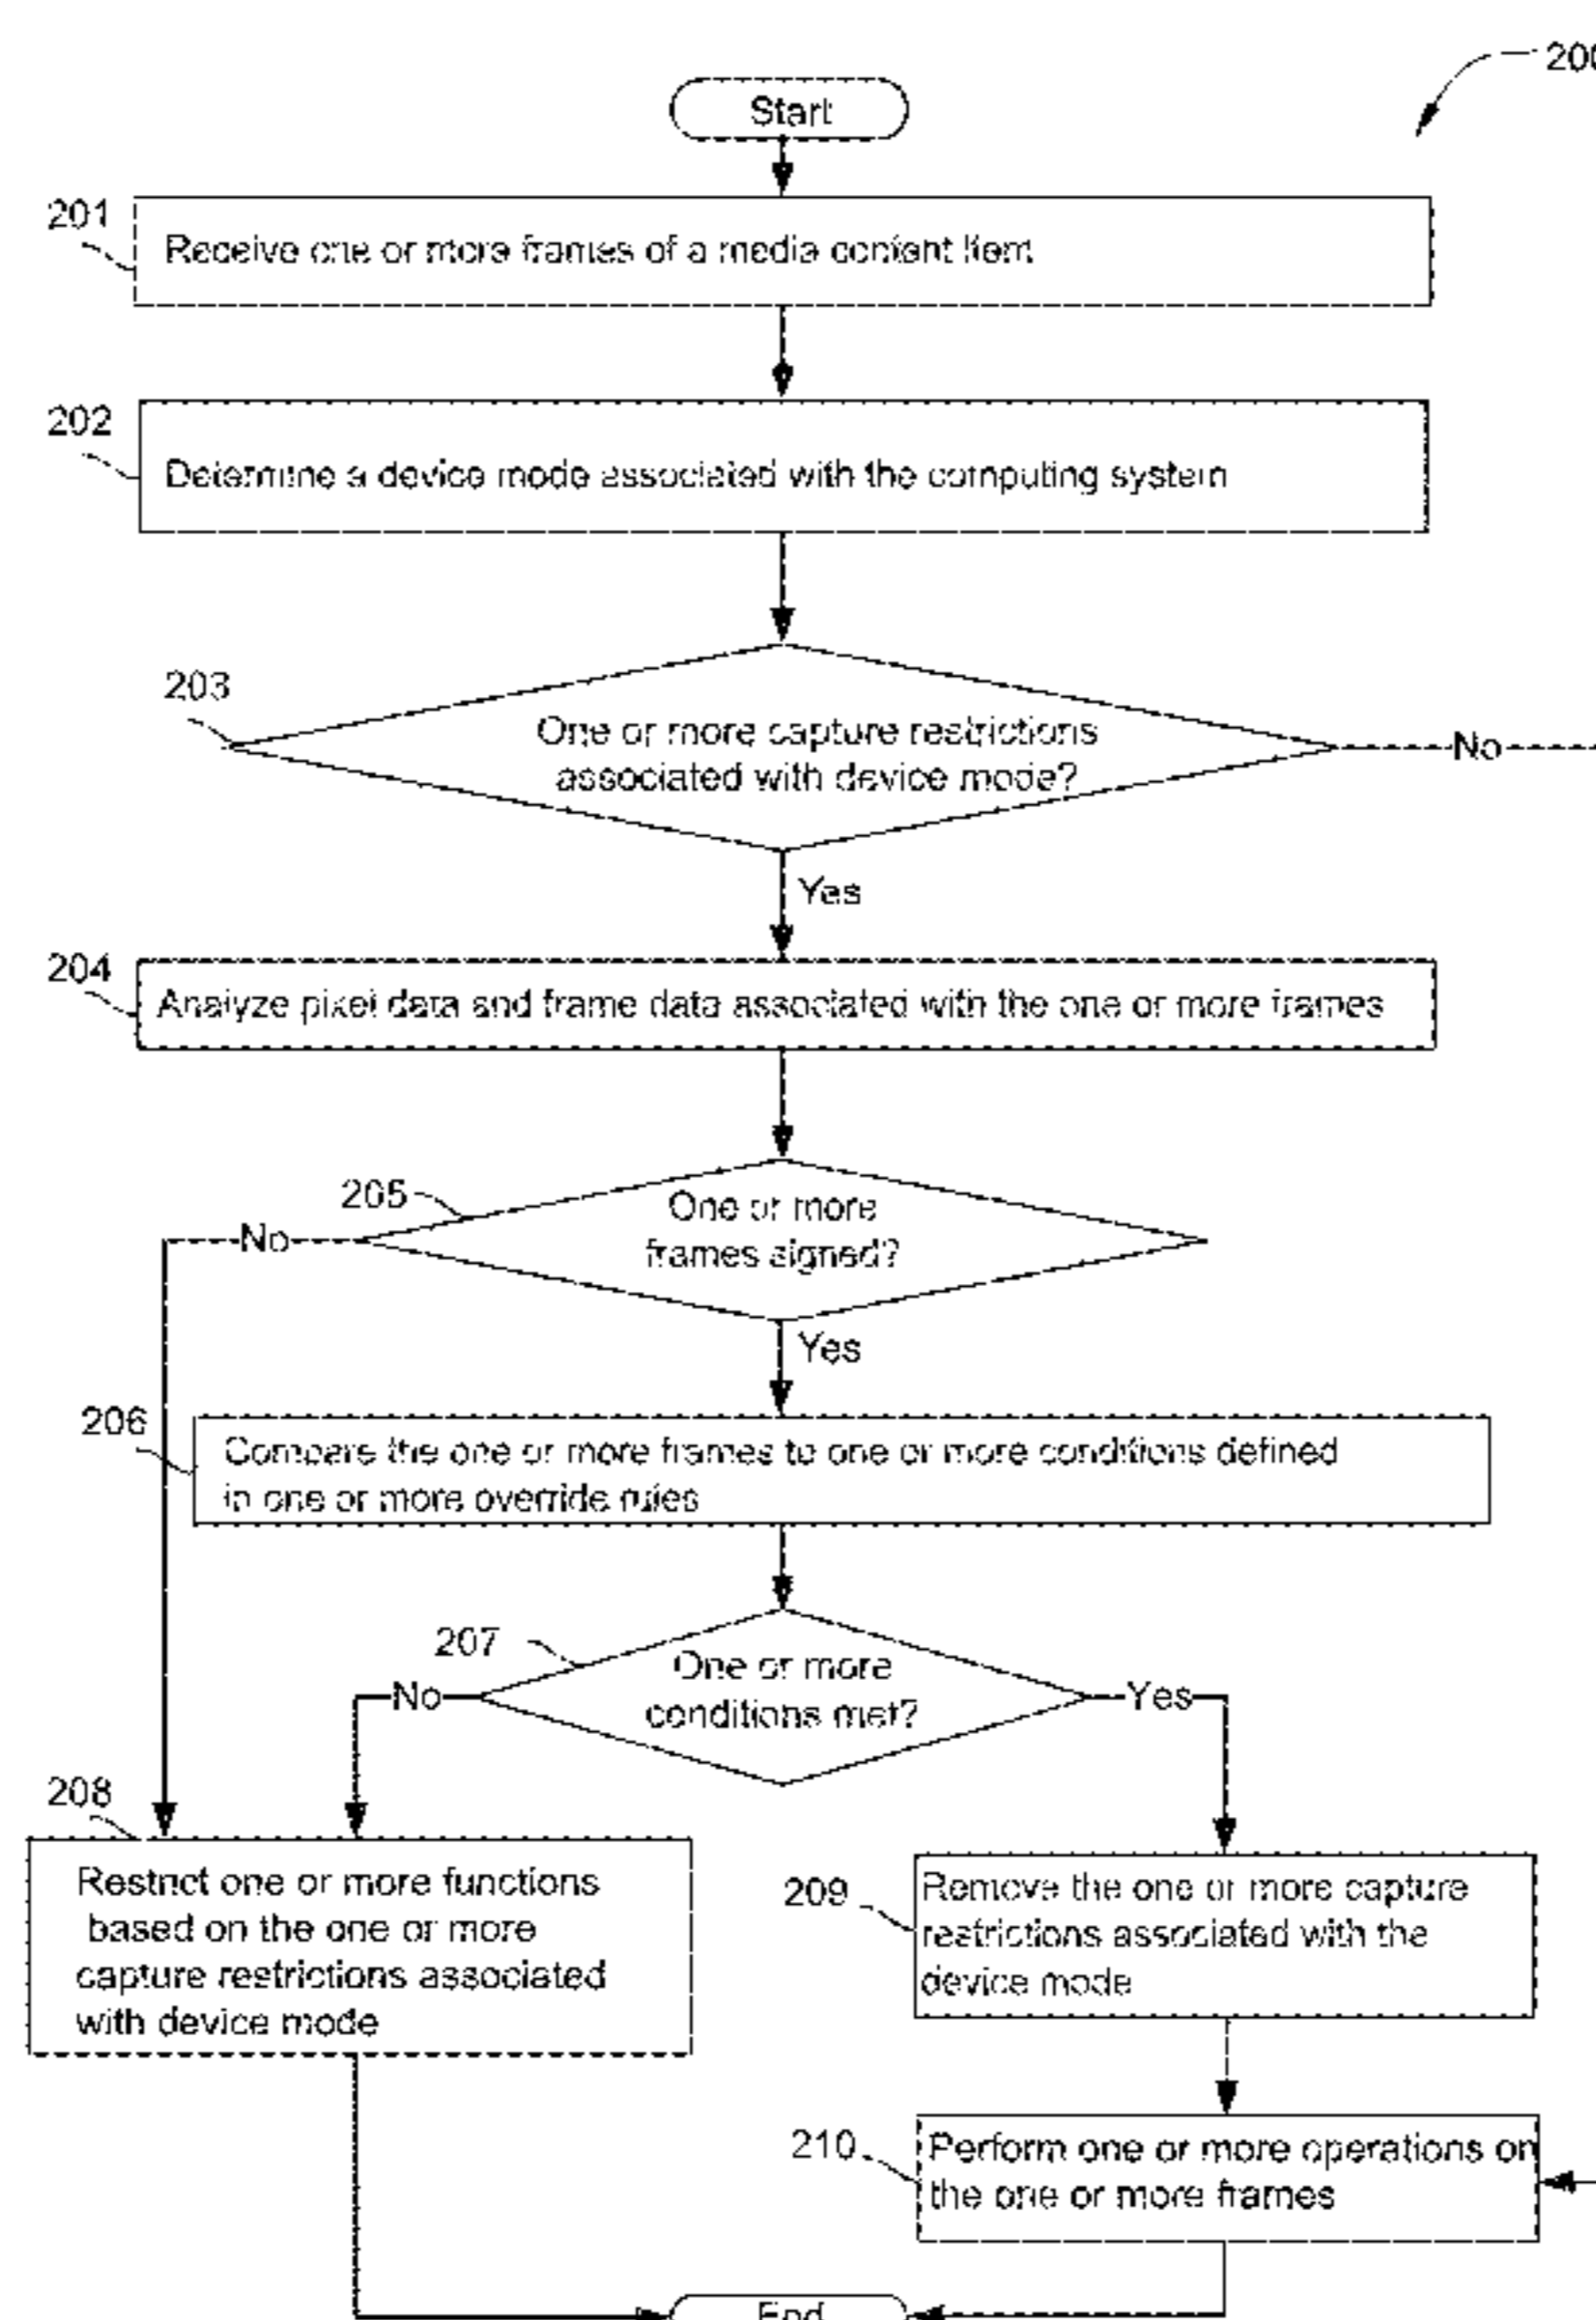 200
Start
201
Receive one or more frames of a media content item
202
Determine a device mode associated with the computing system
203
One or more capture restrictions
associated with device mode?
No
Yes
204
Analyze pixel data and frame data associated with the one or more frames
205
One or more
frames signed?
No
Yes
206
Compare the one or more frames to one or more conditions defined
in one or more override rules
207
One or more
conditions met?
No
Yes
208
Restrict one or more functions
based on the one or more
capture restrictions associated
with device mode
209
Remove the one or more capture
restrictions associated with the
device mode
210
Perform one or more operations on
the one or more frames
End